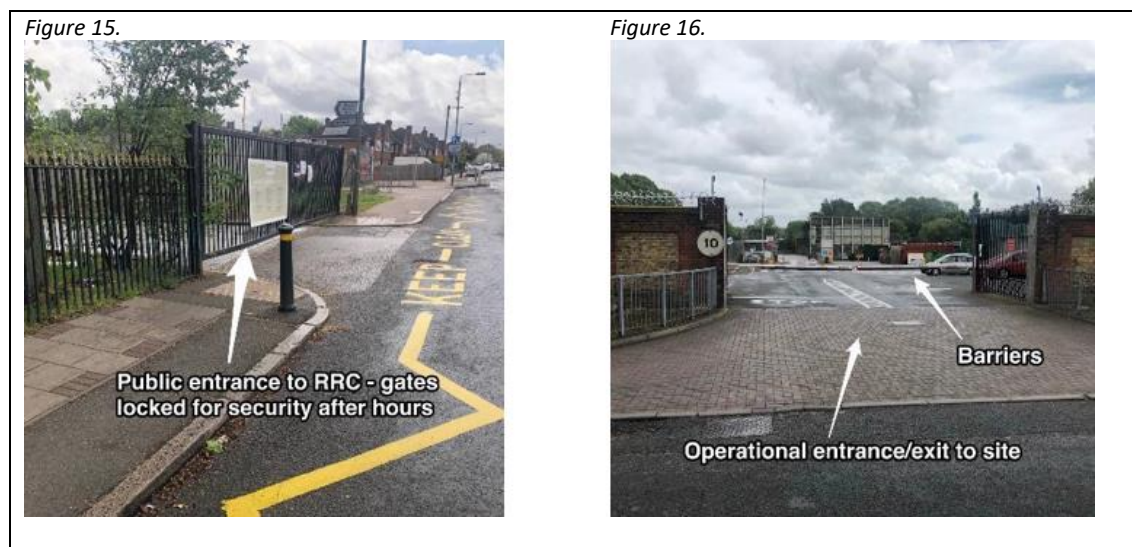 Figure 15.
Figure 16.
KEEP CLEAR
Public entrance to RRC - gates
locked for security after hours
10
Barriers
Operational entrance/exit to site